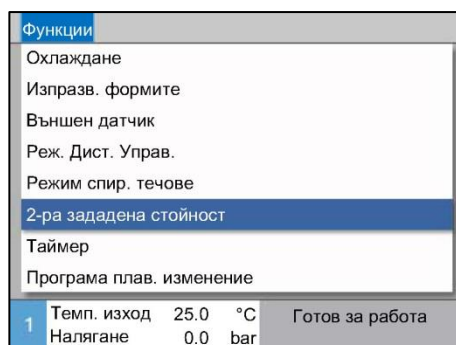 Функции
Охлаждане
Изпразв. формите
Външен датчик
Реж. Дист. Управ.
Режим спир. течове
2-ра зададена стойност
Таймер
Програма плав. изменение
1 Темп. изход 25.0 °C Готов за работа
Налягане 0.0 bar